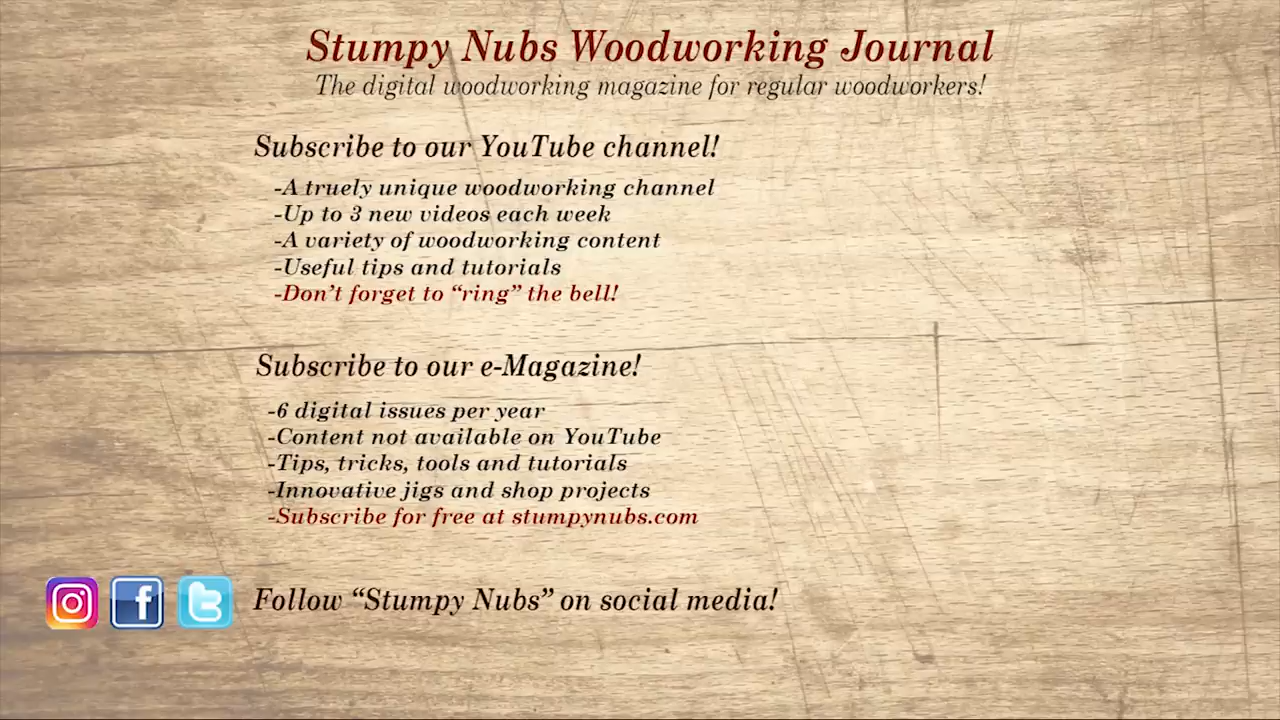 Stumpy Nubs Woodworking Journal
The digital woodworking magazine for regular woodworkers!
Subscribe to our YouTube channel!
-A truely unique woodworking channel
-Up to 3 new videos each week
-A variety of woodworking content
-Useful tips and tutorials
-Don't forget to “ring” the bell!
Subscribe to our e-Magazine!
-6 digital issues per year
-Content not available on YouTube
-Tips, tricks, tools and tutorials
-Innovative jigs and shop projects
-Subscribe for free at stumpynubs.com
Follow “Stumpy Nubs” on social media!